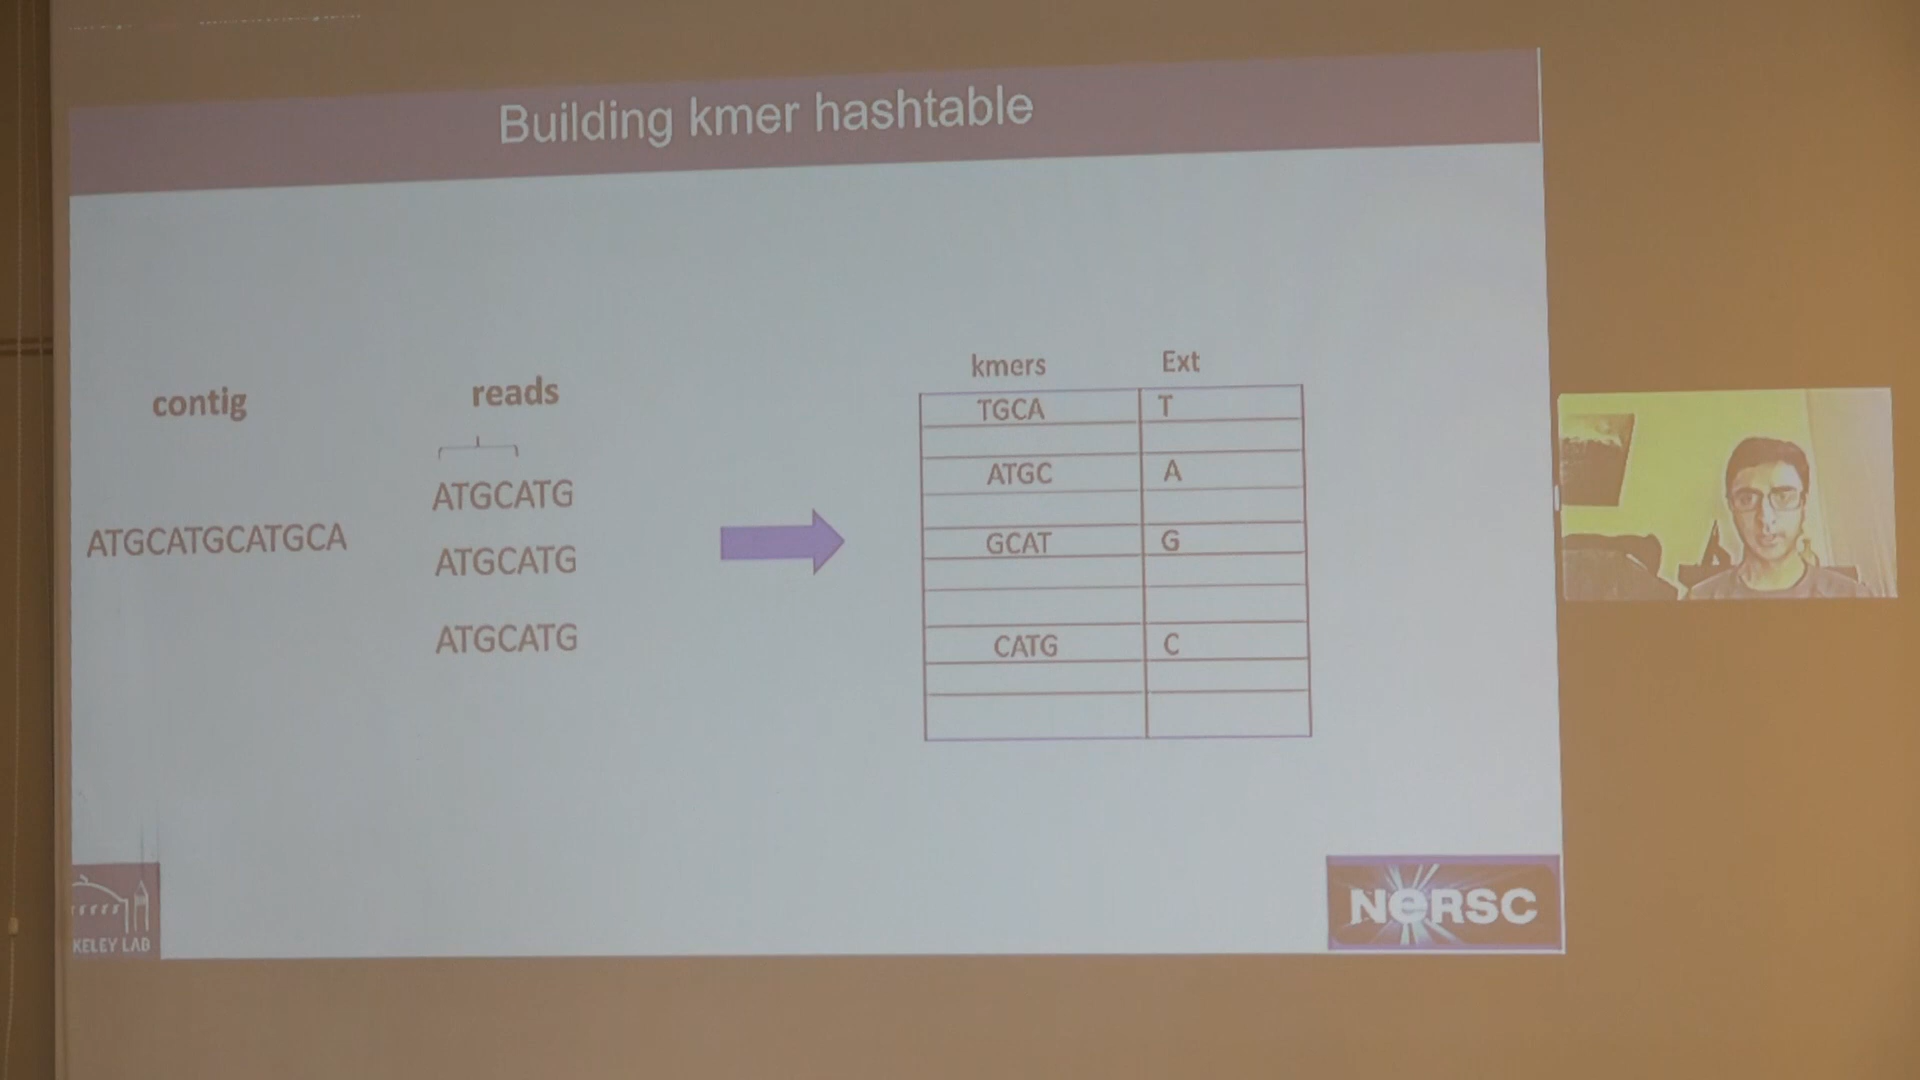 Building kmer hashtable
contig
ATGCATGCATGCA
reads
ATGCATG
ATGCATG
ATGCATG
kmers Ext
TGCA T
ATGC A
GCAT G
CATG C
KELEY LAB
NERSC